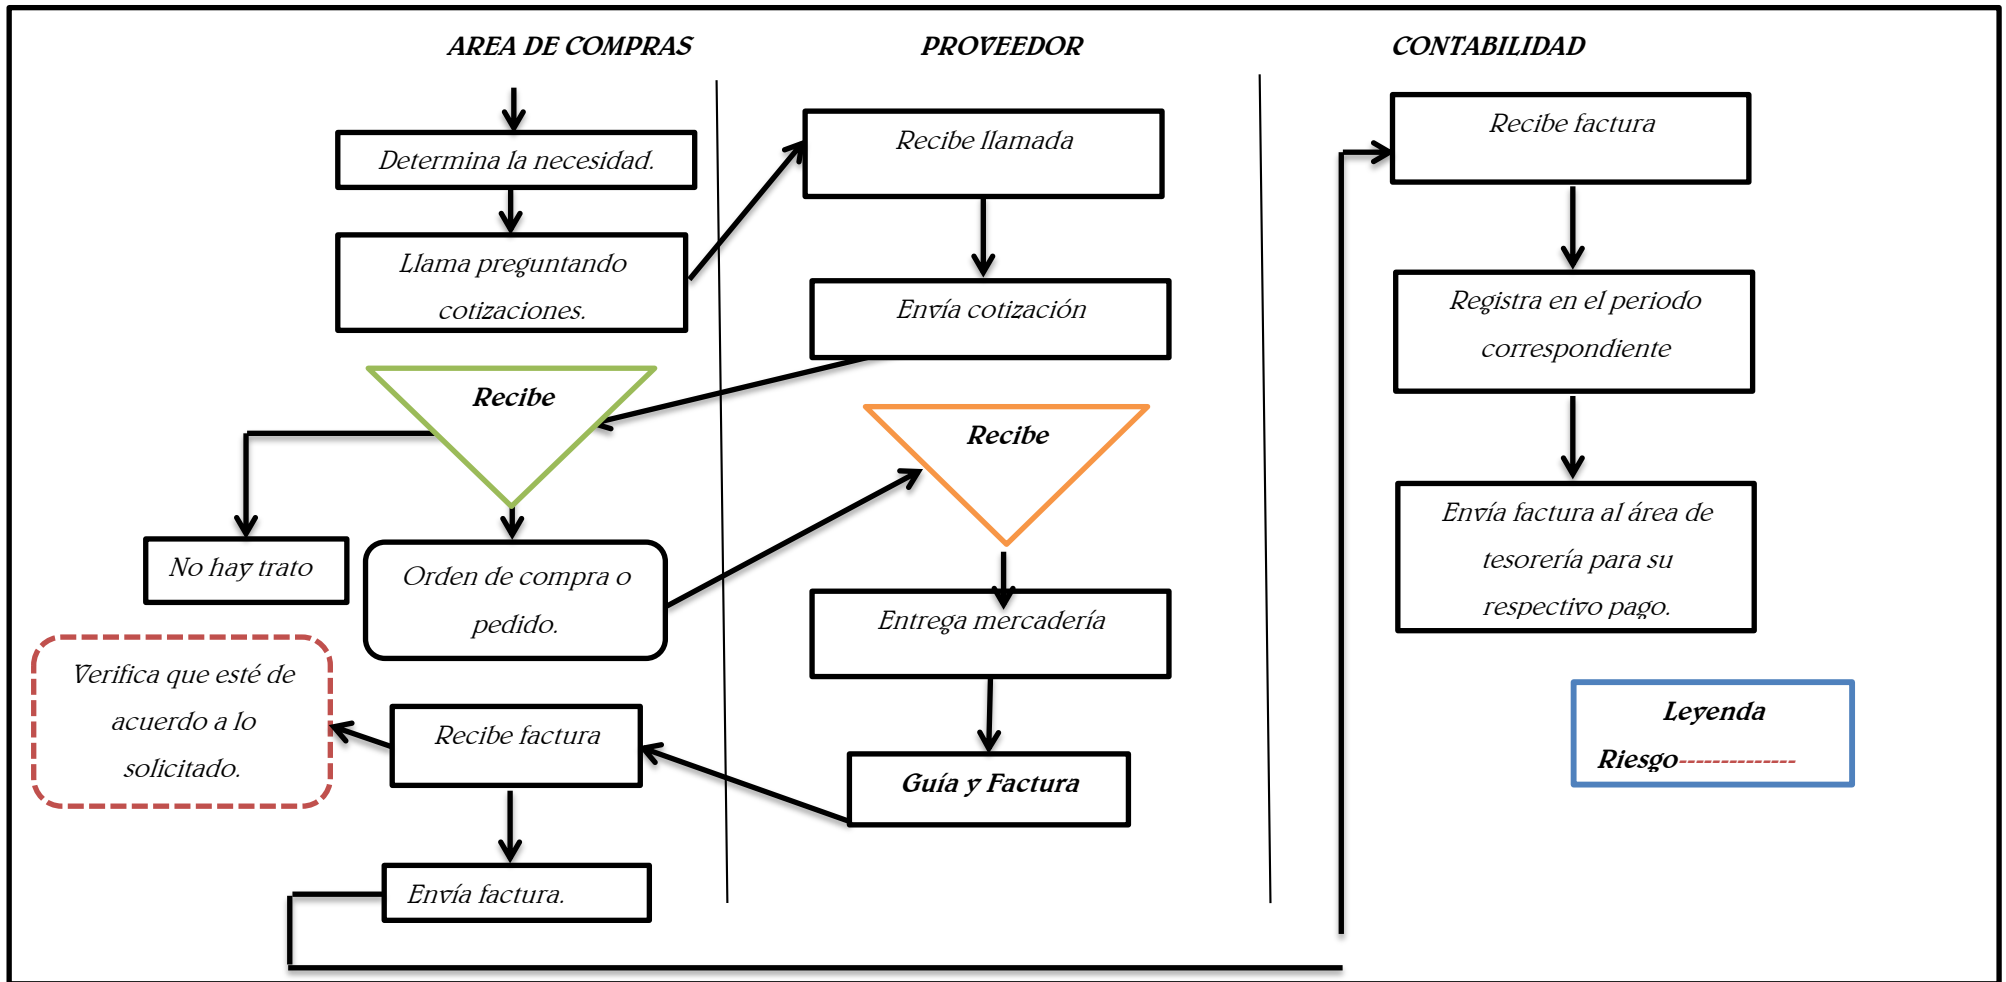 AREA DE COMPRAS
PROVEEDOR
CONTABILIDAD
Determina la necesidad.
Llama preguntando
cotizaciones.
Recibe
No hay trato
Orden de compra o
pedido.
Verifica que esté de
acuerdo a lo
solicitado.
Recibe factura
Envía factura.
Recibe llamada
Envía cotización
Recibe
Entrega mercadería
Guía y Factura
Recibe factura
Registra en el periodo
correspondiente
Envía factura al área de
tesorería para su
respectivo pago.
Leyenda
Riesgo--------------